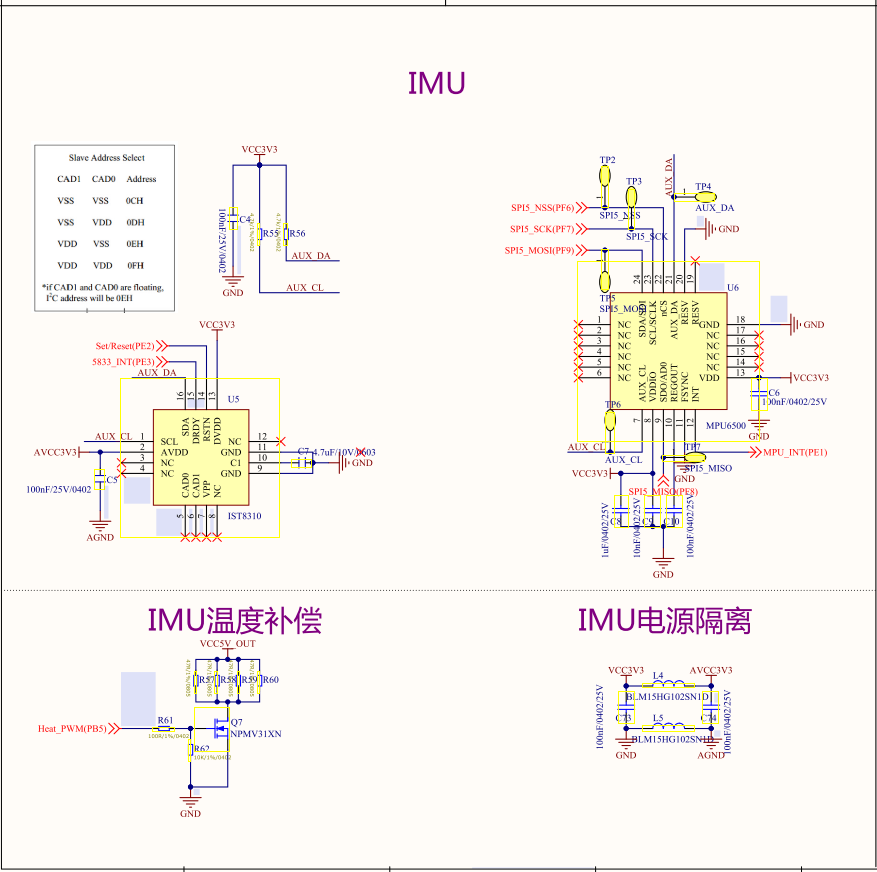 IMU
Slave Address Select
CAD1 CAD0 Address
VSS VSS 0CH
VSS VDD 0DH
VDD VSS 0EH
VDD VDD 0FH
*if CAD1 and CAD0 are floating,
I²C address will be 0EH
VCC3V3
C4
100nF/25V/0402
R55
R56
AUX_DA
AUX_CL
GND
VCC3V3
Set/Reset(PE2)
5833_INT(PE3)
AUX_DA
16 15 14 13
SDA DRDY RSTN DVDD
U5
AUX_CL
AVCC3V3
1 SCL
2 AVDD
3 NC
4 NC
NC 12
GND 11
C1 10
GND 9
C7 4.7uF/10V/0603
GND
C5
100nF/25V/0402
AGND
CAD0 CAD1 VPP NC
5 6 7 8
IST8310
TP2
TP3
AUX_DA
TP4
AUX_DA
SPI5_NSS(PF6)
SPI5_NSS
SPI5_SCK(PF7)
SPI5_SCK
GND
SPI5_MOSI(PF9)
TP5
24 23 22 21 20 19
U6
SDA/SDI SCL/SCLK nCS AUX_DA RESV RESV
1 NC
2 NC
3 NC
4 NC
5 NC
6 NC
GND 18
NC 17
NC 16
NC 15
NC 14
VDD 13
GND
VCC3V3
C6
100nF/0402/25V
GND
AUX_CL VDDIO SDO/AD0 REGOUT FSYNC INT
7 8 9 10 11 12
MPU6500
TP6
AUX_CL
AUX_CL
TP7
MPU_INT(PE1)
SPI5_MISO
GND
VCC3V3
SPI5_MISO(PF8)
C8
1uF/0402/25V
C9
10nF/0402/25V
C10
100nF/0402/25V
GND
IMU温度补偿
VCC5V_OUT
R57 R58 R59 R60
Heat_PWM(PB5)
R61
100R/1%/0402
Q7
NPMV31XN
R62
10K/1%/0402
GND
IMU电源隔离
VCC3V3
L4
AVCC3V3
BLM15HG102SN1D
100nF/0402/25V
C73
C74
100nF/0402/25V
L5
BLM15HG102SN1D
GND
AGND